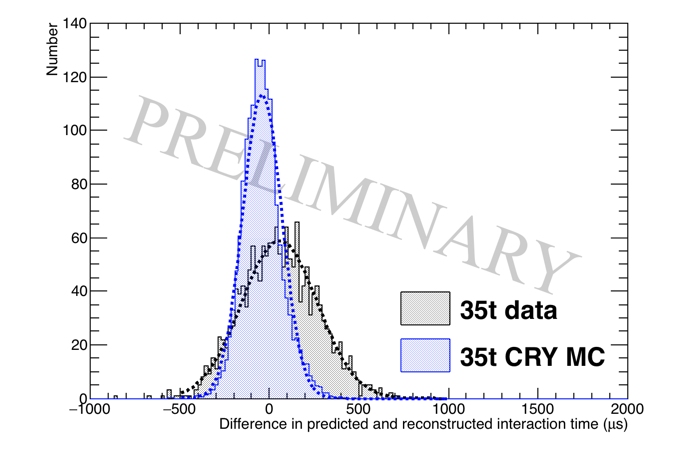 Number
140
120
100
80
60
40
20
0
PRELIMINARY
35t data
35t CRY MC
−1000 −500 0 500 1000 1500 2000
Difference in predicted and reconstructed interaction time (μs)